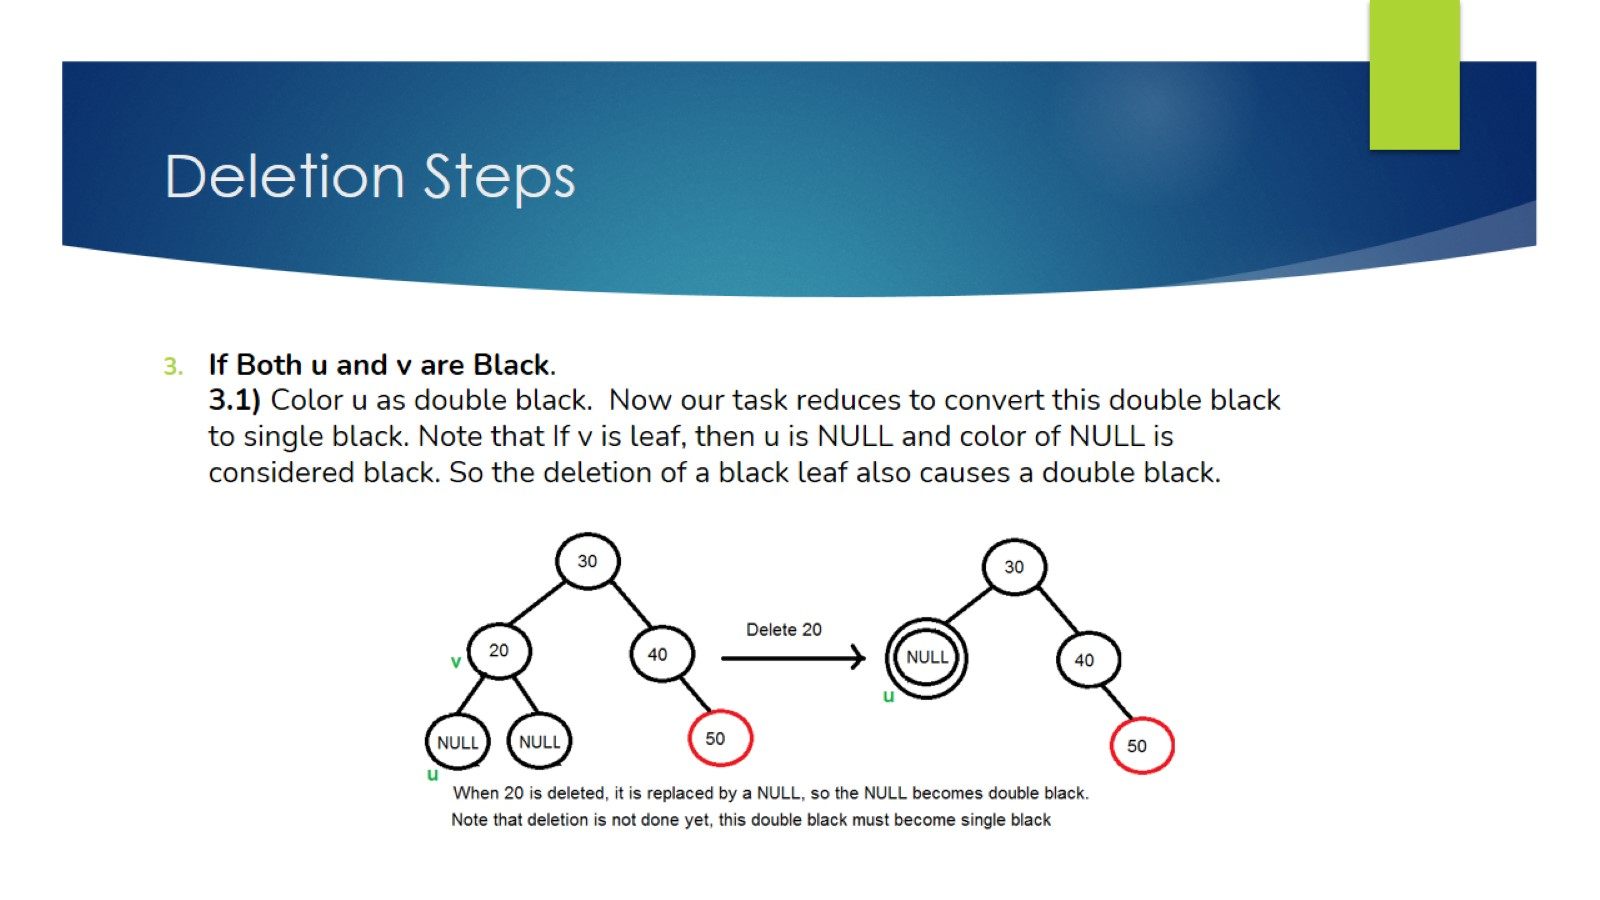 Deletion Steps
3. If Both u and v are Black.
3.1) Color u as double black.  Now our task reduces to convert this double black
to single black. Note that If v is leaf, then u is NULL and color of NULL is
considered black. So the deletion of a black leaf also causes a double black.
30
20
v
40
NULL
NULL
u
50
Delete 20
30
NULL
u
40
50
When 20 is deleted, it is replaced by a NULL, so the NULL becomes double black.
Note that deletion is not done yet, this double black must become single black